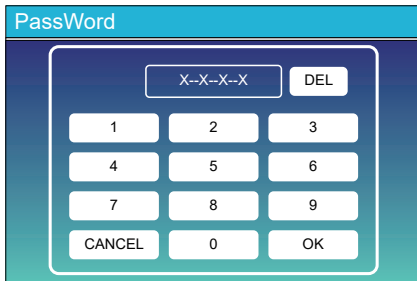 PassWord
X--X--X--X DEL
1 2 3
4 5 6
7 8 9
CANCEL 0 OK